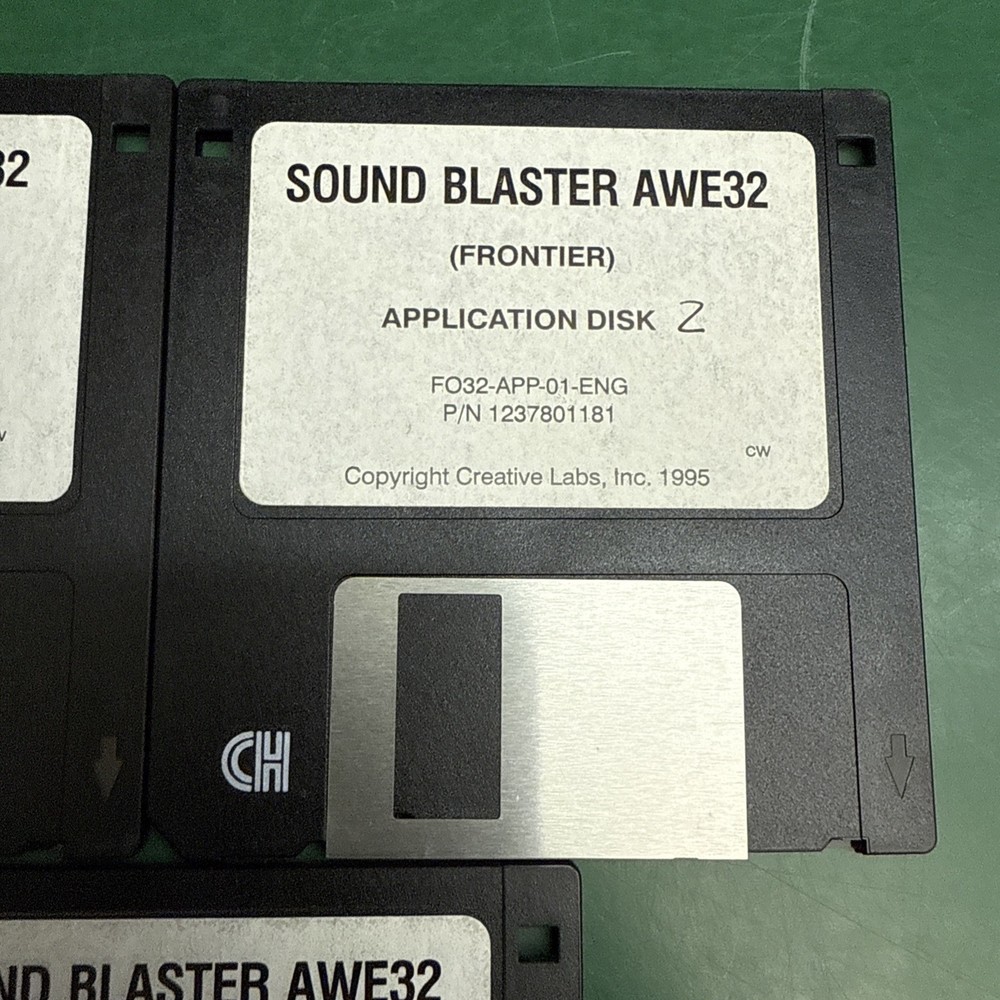 32
SOUND BLASTER AWE32
(FRONTIER)
APPLICATION DISK 2
FO32-APP-01-ENG
P/N 1237801181
CW
Copyright Creative Labs, Inc. 1995
CH
ND BLASTER AWE32